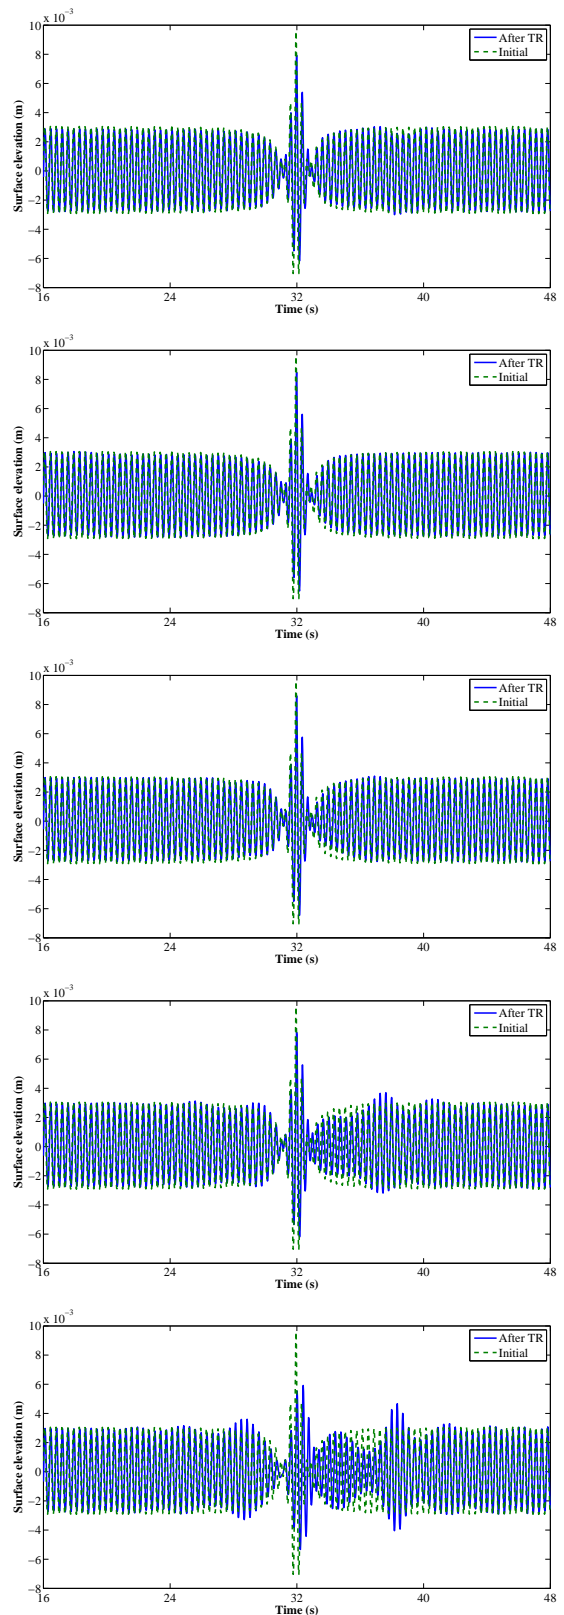 x 10⁻³
10
8
6
4
2
0
−2
−4
−6
−8
Surface elevation (m)
After TR
Initial
16 24 32 40 48
Time (s)
x 10⁻³
10
8
6
4
2
0
−2
−4
−6
−8
Surface elevation (m)
After TR
Initial
16 24 32 40 48
Time (s)
x 10⁻³
10
8
6
4
2
0
−2
−4
−6
−8
Surface elevation (m)
After TR
Initial
16 24 32 40 48
Time (s)
x 10⁻³
10
8
6
4
2
0
−2
−4
−6
−8
Surface elevation (m)
After TR
Initial
16 24 32 40 48
Time (s)
x 10⁻³
10
8
6
4
2
0
−2
−4
−6
−8
Surface elevation (m)
After TR
Initial
16 24 32 40 48
Time (s)